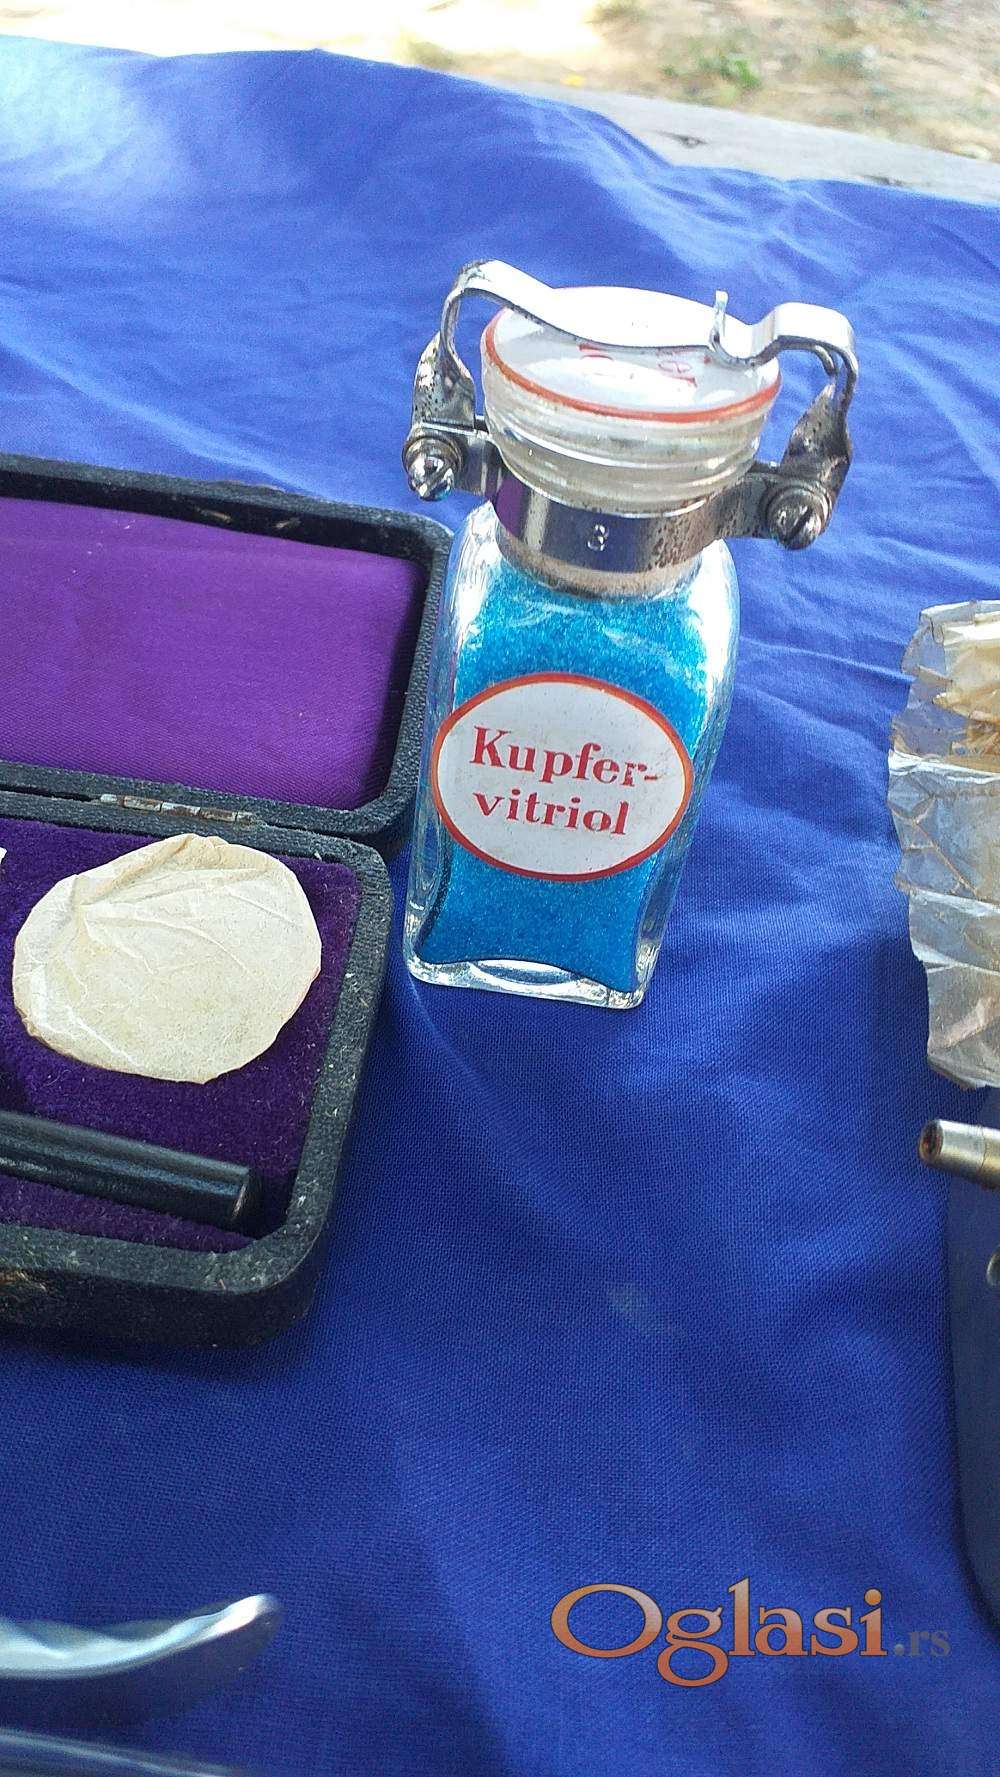 3
Kupfer-
vitriol
Oglasi.rs